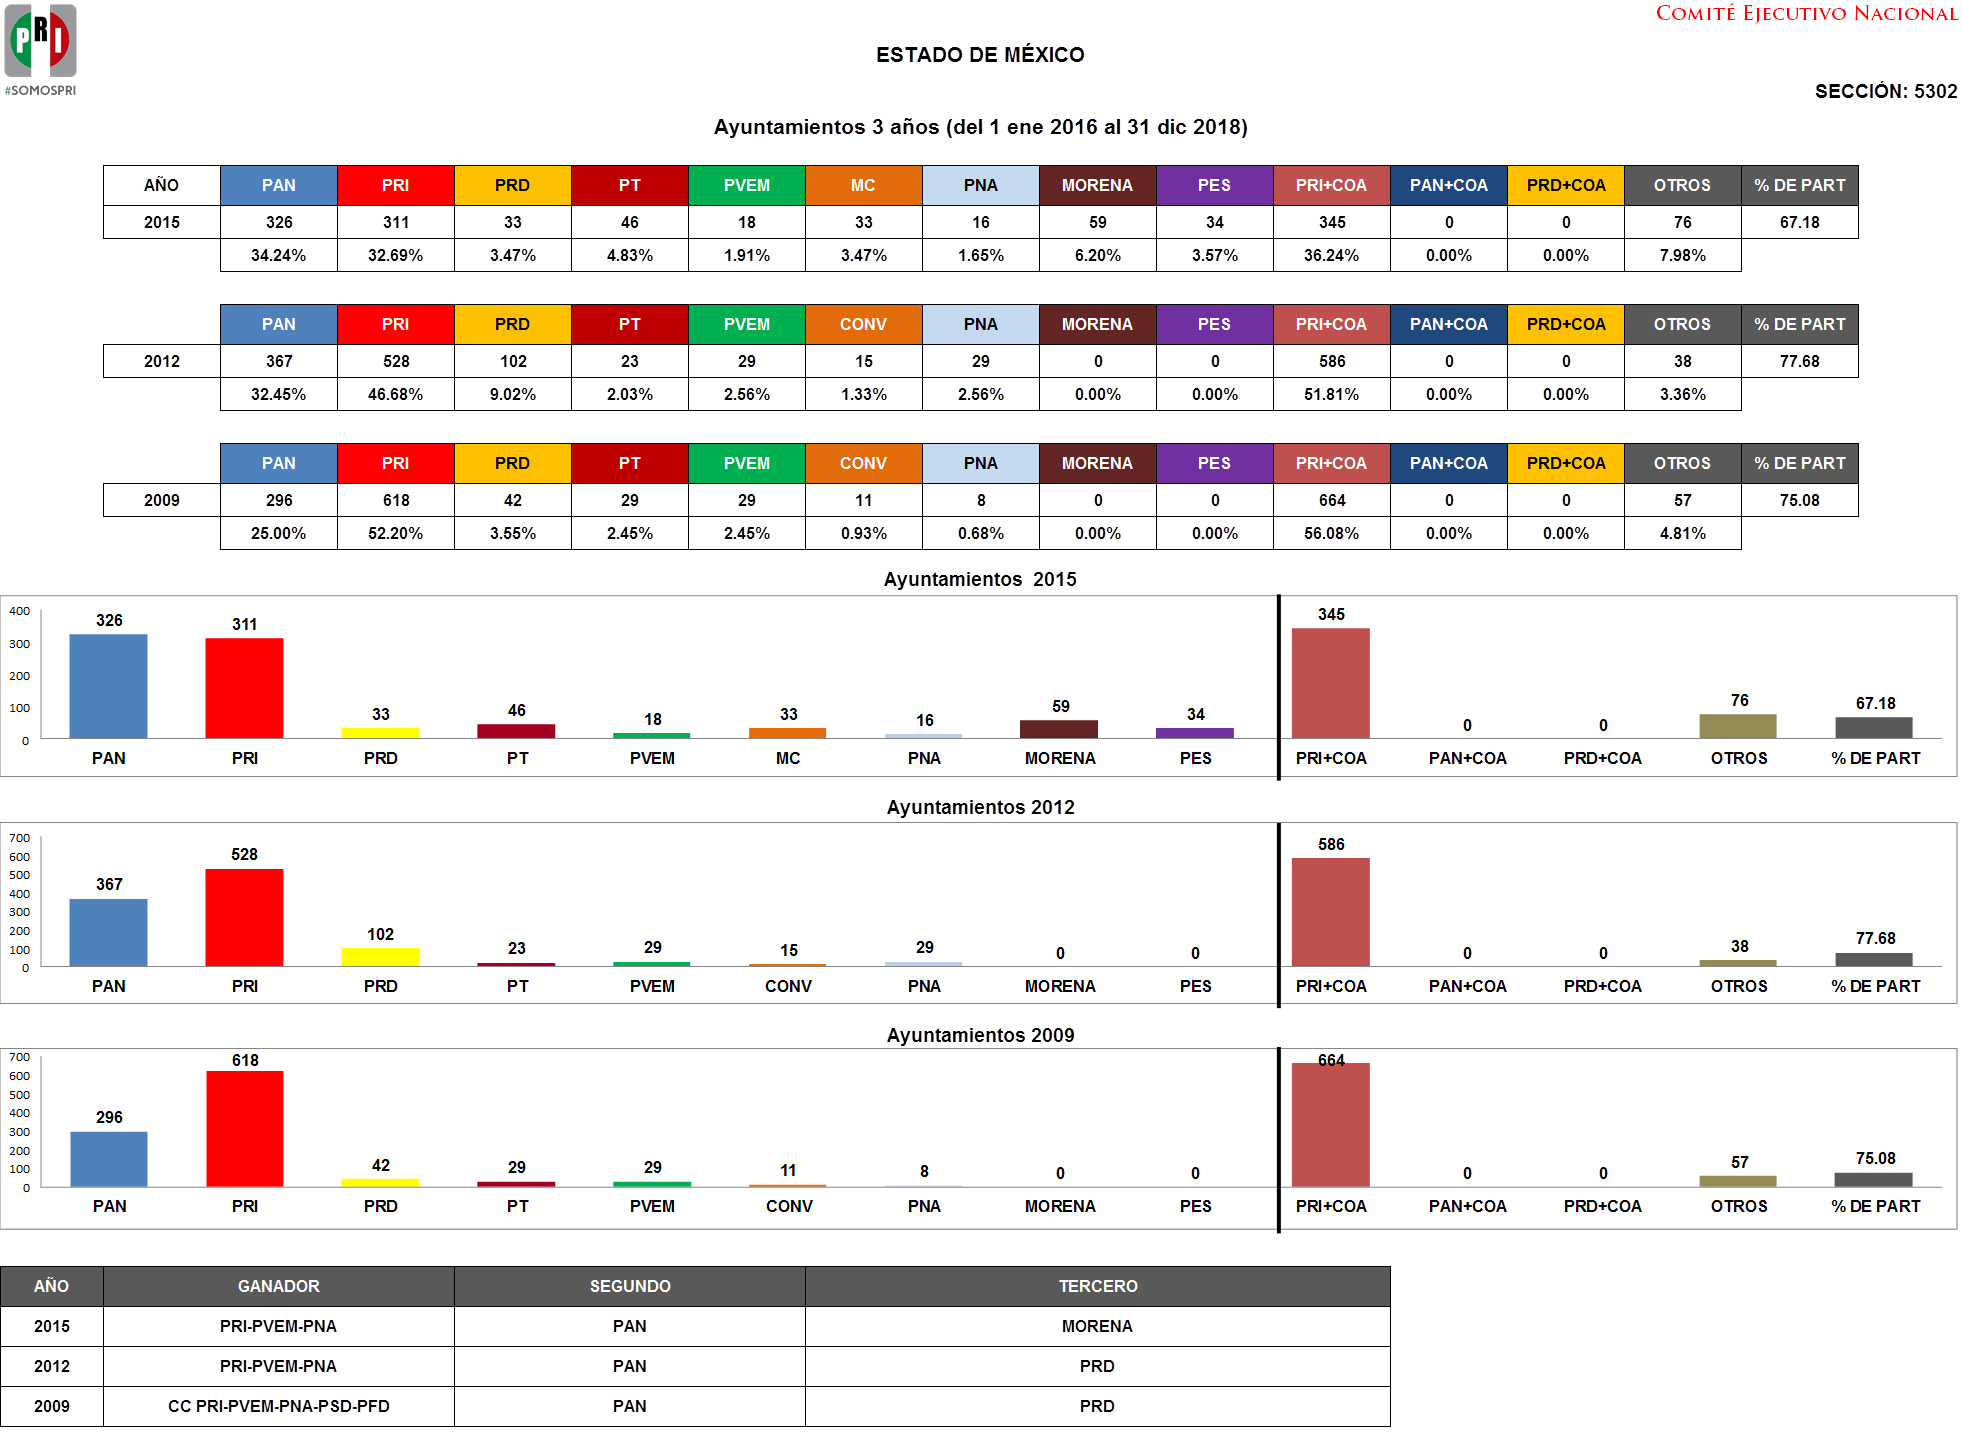 PRI
#SOMOSPRI
COMITÉ EJECUTIVO NACIONAL
ESTADO DE MÉXICO
SECCIÓN: 5302
Ayuntamientos 3 años (del 1 ene 2016 al 31 dic 2018)
AÑO PAN PRI PRD PT PVEM MC PNA MORENA PES PRI+COA PAN+COA PRD+COA OTROS % DE PART
2015 326 311 33 46 18 33 16 59 34 345 0 0 76 67.18
34.24% 32.69% 3.47% 4.83% 1.91% 3.47% 1.65% 6.20% 3.57% 36.24% 0.00% 0.00% 7.98%
PAN PRI PRD PT PVEM CONV PNA MORENA PES PRI+COA PAN+COA PRD+COA OTROS % DE PART
2012 367 528 102 23 29 15 29 0 0 586 0 0 38 77.68
32.45% 46.68% 9.02% 2.03% 2.56% 1.33% 2.56% 0.00% 0.00% 51.81% 0.00% 0.00% 3.36%
PAN PRI PRD PT PVEM CONV PNA MORENA PES PRI+COA PAN+COA PRD+COA OTROS % DE PART
2009 296 618 42 29 29 11 8 0 0 664 0 0 57 75.08
25.00% 52.20% 3.55% 2.45% 2.45% 0.93% 0.68% 0.00% 0.00% 56.08% 0.00% 0.00% 4.81%
Ayuntamientos 2015
400
300
200
100
0
326 311 33 46 18 33 16 59 34 345 0 0 76 67.18
PAN PRI PRD PT PVEM MC PNA MORENA PES PRI+COA PAN+COA PRD+COA OTROS % DE PART
Ayuntamientos 2012
700
600
500
400
300
200
100
0
367 528 102 23 29 15 29 0 0 586 0 0 38 77.68
PAN PRI PRD PT PVEM CONV PNA MORENA PES PRI+COA PAN+COA PRD+COA OTROS % DE PART
Ayuntamientos 2009
700
600
500
400
300
200
100
0
296 618 42 29 29 11 8 0 0 664 0 0 57 75.08
PAN PRI PRD PT PVEM CONV PNA MORENA PES PRI+COA PAN+COA PRD+COA OTROS % DE PART
AÑO GANADOR SEGUNDO TERCERO
2015 PRI-PVEM-PNA PAN MORENA
2012 PRI-PVEM-PNA PAN PRD
2009 CC PRI-PVEM-PNA-PSD-PFD PAN PRD